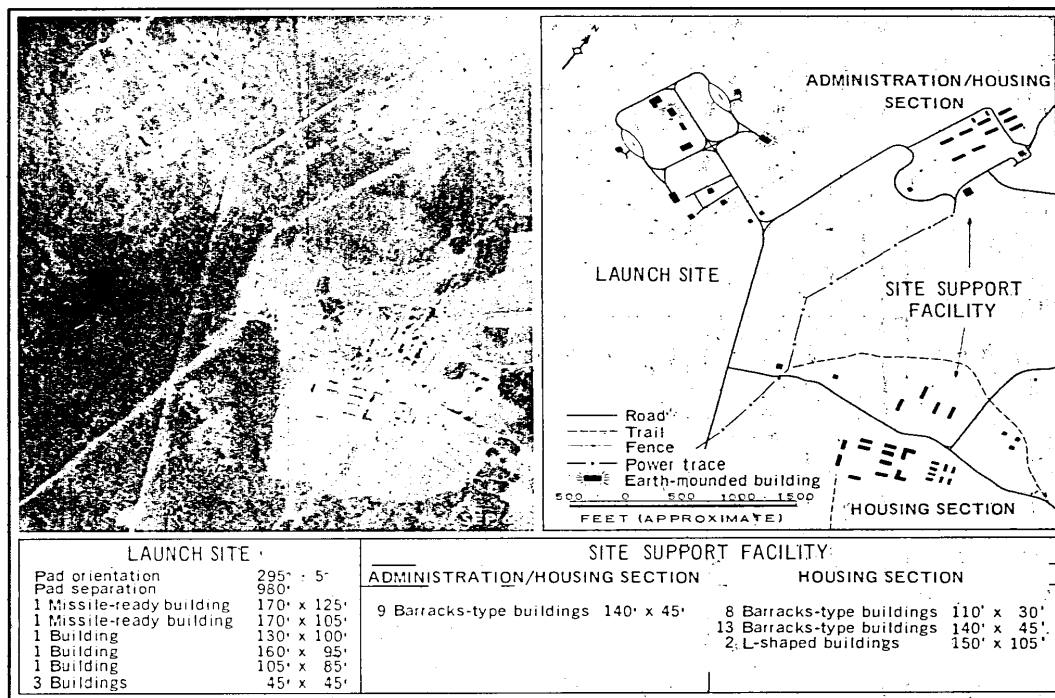 N
ADMINISTRATION/HOUSING
SECTION
LAUNCH SITE
SITE SUPPORT
FACILITY
Road
Trail
Fence
Power trace
Earth-mounded building
500 0 500 1000 1500
FEET (APPROXIMATE)
HOUSING SECTION
LAUNCH SITE
Pad orientation 295° ± 5°
Pad separation 980'
1 Missile-ready building 170' x 125'
1 Missile-ready building 170' x 105'
1 Building 130' x 100'
1 Building 160' x 95'
1 Building 105' x 85'
3 Buildings 45' x 45'
SITE SUPPORT FACILITY
ADMINISTRATION/HOUSING SECTION
9 Barracks-type buildings 140' x 45'
HOUSING SECTION
8 Barracks-type buildings 110' x 30'
13 Barracks-type buildings 140' x 45'
2 L-shaped buildings 150' x 105'